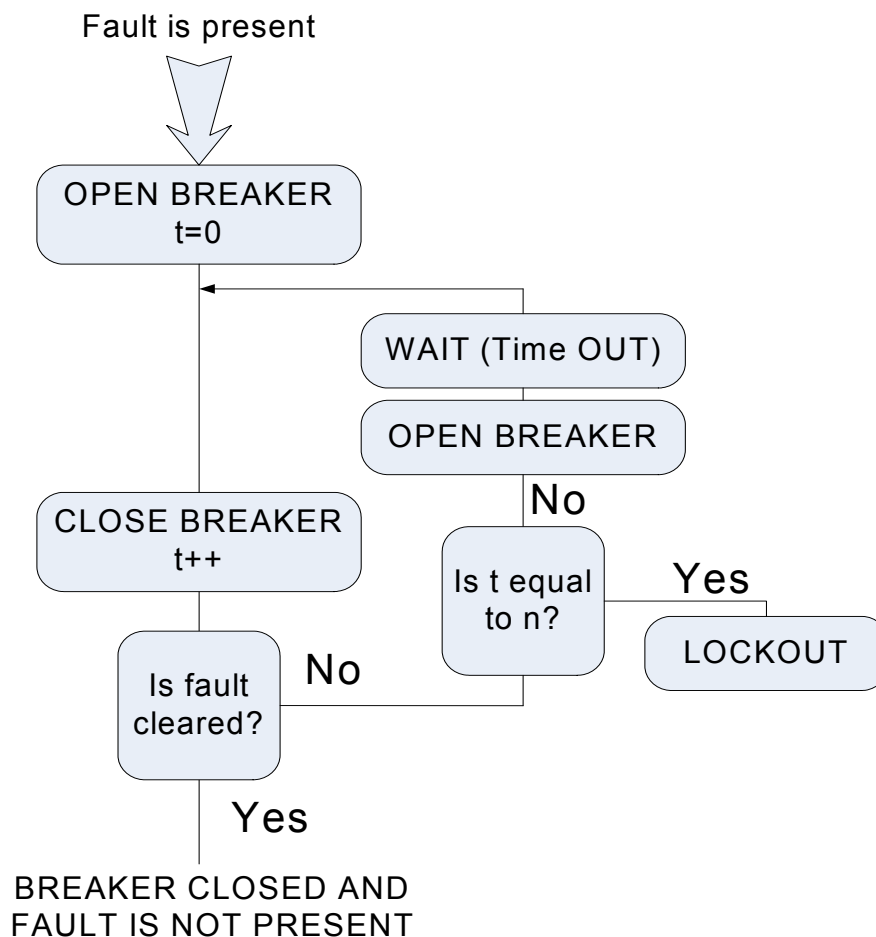 Fault is present
OPEN BREAKER
t=0
WAIT (Time OUT)
OPEN BREAKER
No
CLOSE BREAKER
t++
Is t equal
to n?
Yes
LOCKOUT
Is fault
cleared?
No
Yes
BREAKER CLOSED AND
FAULT IS NOT PRESENT